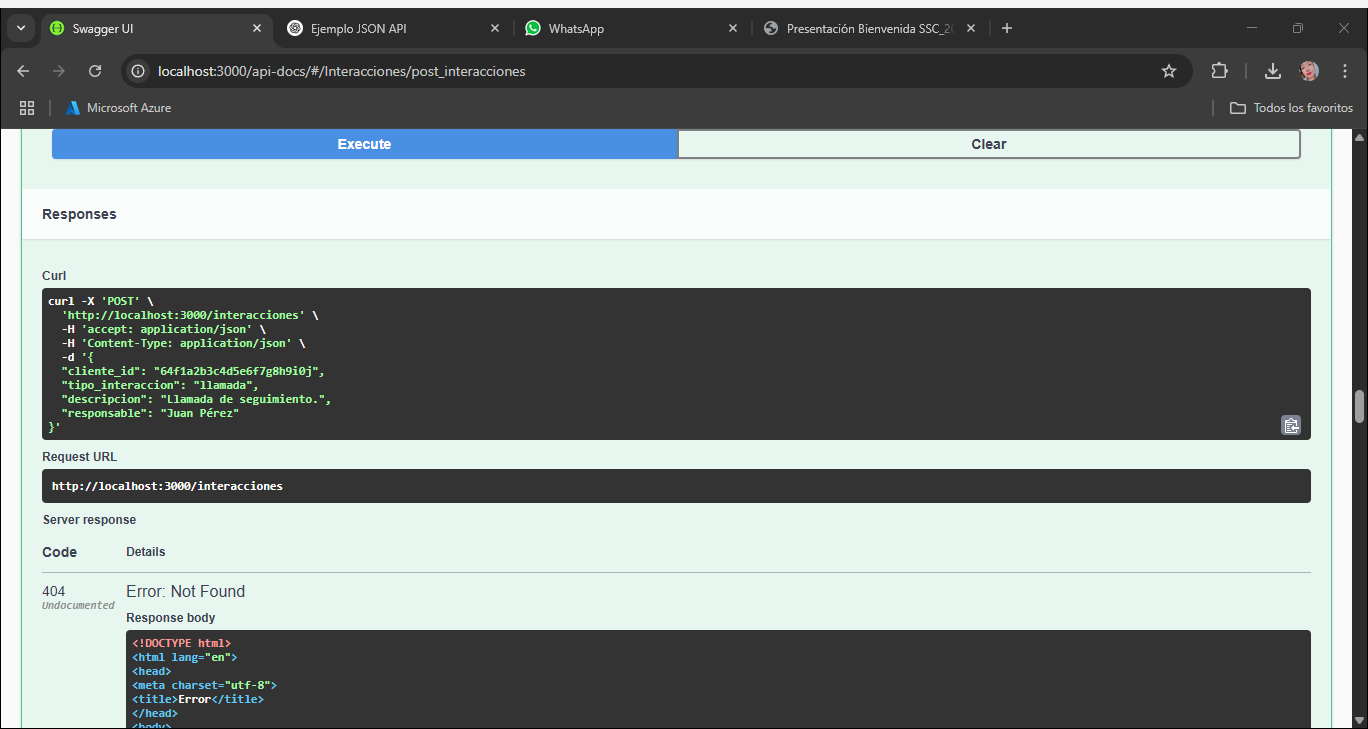 Swagger UI
Ejemplo JSON API
WhatsApp
Presentación Bienvenida SSC_20
localhost:3000/api-docs/#/Interacciones/post_interacciones
Microsoft Azure
Todos los favoritos
Execute
Clear
Responses
Curl
curl -X 'POST' \
'http://localhost:3000/interacciones' \
-H 'accept: application/json' \
-H 'Content-Type: application/json' \
-d '{
"cliente_id": "64f1a2b3c4d5e6f7g8h9i0j",
"tipo_interaccion": "llamada",
"descripcion": "Llamada de seguimiento.",
"responsable": "Juan Pérez"
}'
Request URL
http://localhost:3000/interacciones
Server response
Code
Details
404
Undocumented
Error: Not Found
Response body
<!DOCTYPE html>
<html lang="en">
<head>
<meta charset="utf-8">
<title>Error</title>
</head>
<body>